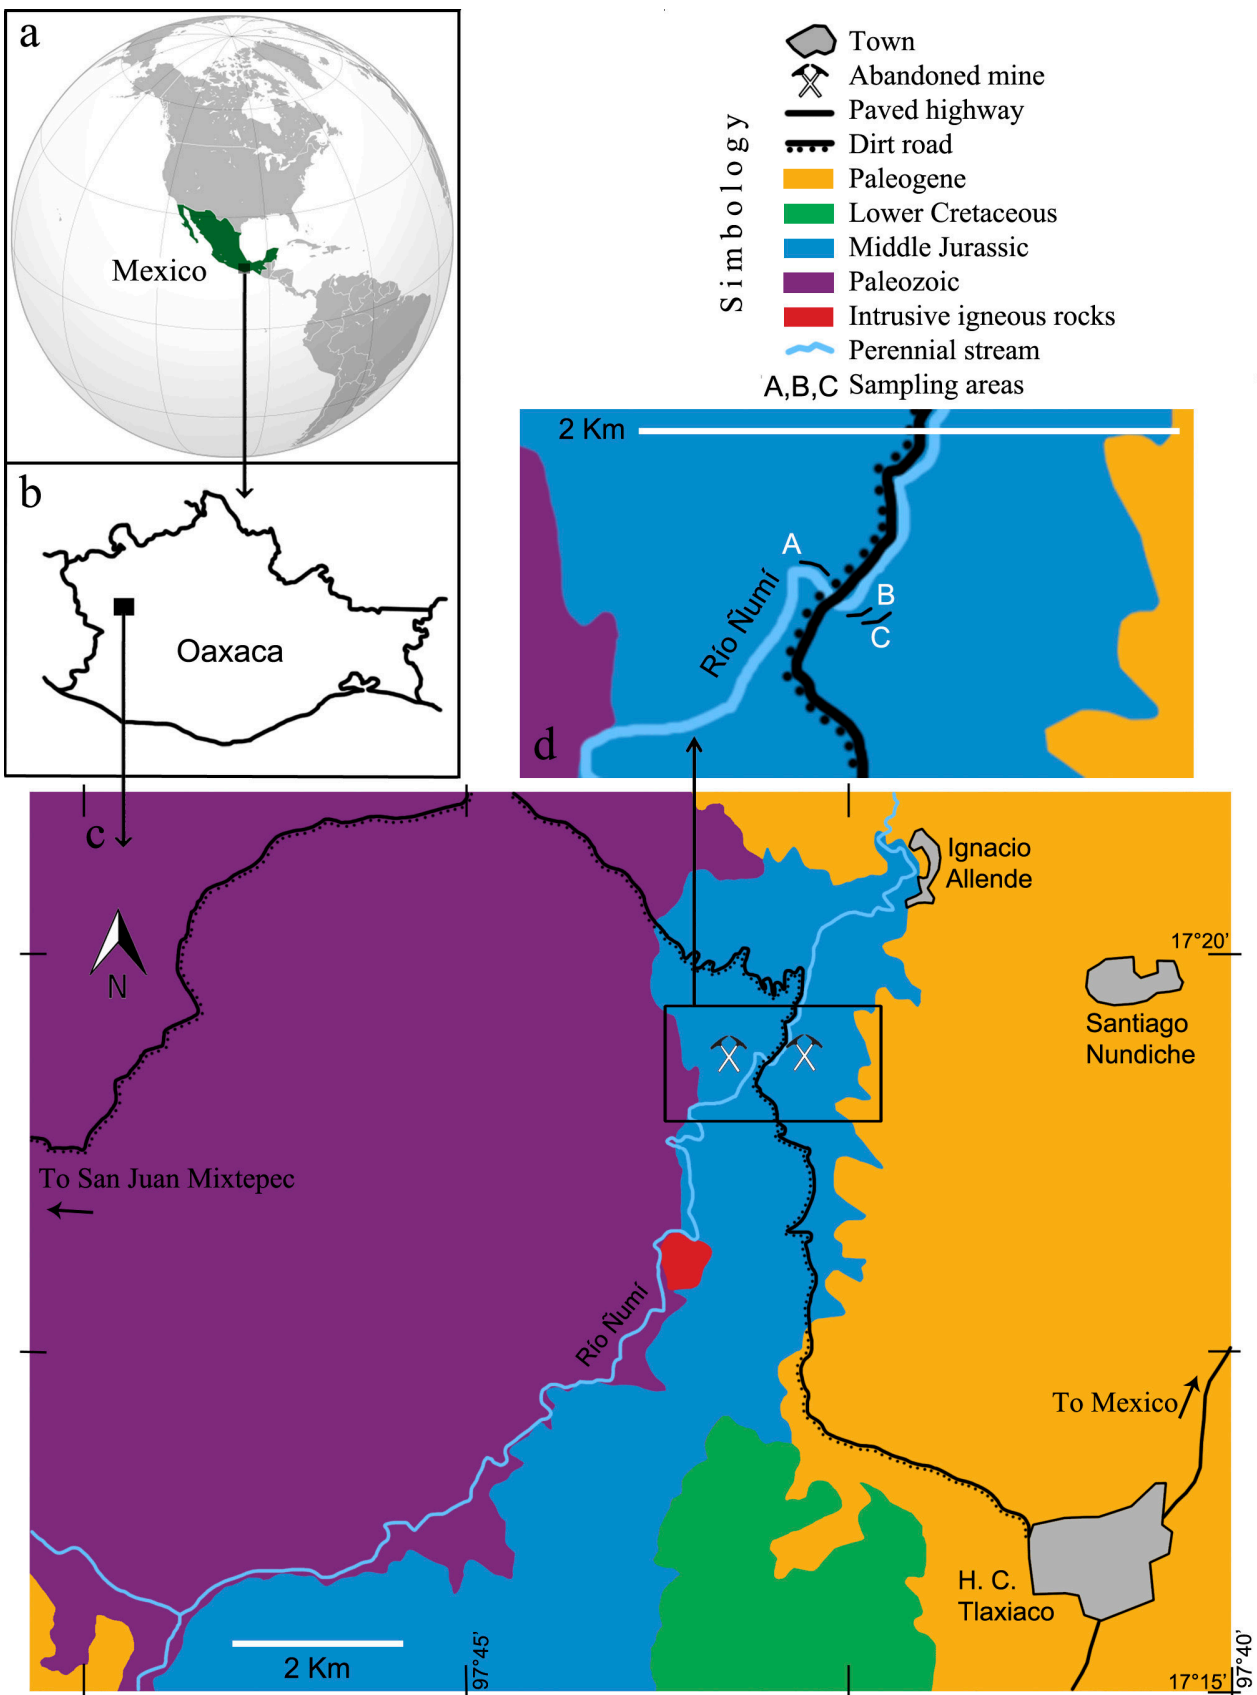 a
Mexico
b
Oaxaca
Simbology
Town
Abandoned mine
Paved highway
Dirt road
Paleogene
Lower Cretaceous
Middle Jurassic
Paleozoic
Intrusive igneous rocks
Perennial stream
A,B,C Sampling areas
2 Km
A
B
C
Río Ñumí
d
c
N
Ignacio
Allende
17°20'
Santiago
Nundiche
To San Juan Mixtepec
Río Ñumí
To Mexico
H. C.
Tlaxiaco
2 Km
97°45'
17°15'
97°40'